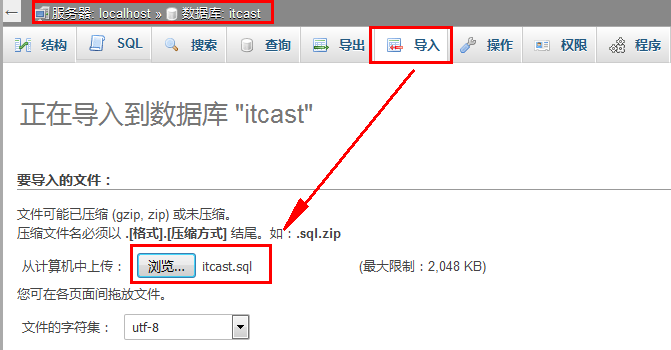 服务器: localhost » 数据库: itcast
结构 SQL 搜索 查询 导出 导入 操作 权限 程序
正在导入到数据库 "itcast"
要导入的文件：
文件可能已压缩 (gzip, zip) 或未压缩。
压缩文件名必须以 .[格式].[压缩方式] 结尾。如：.sql.zip
从计算机中上传： 浏览... itcast.sql (最大限制：2,048 KB)
您可在各页面间拖放文件。
文件的字符集： utf-8